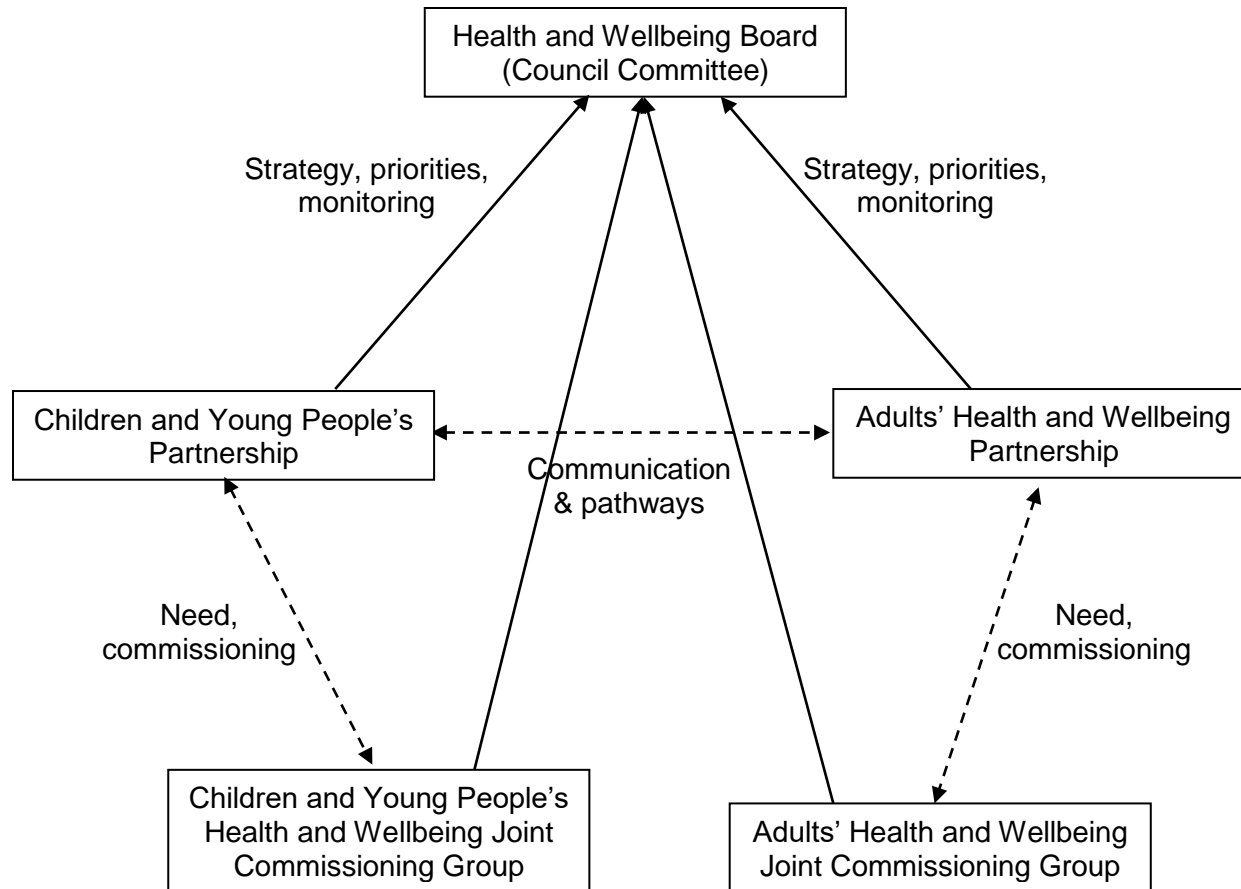 Health and Wellbeing Board
(Council Committee)
Strategy, priorities,
monitoring
Strategy, priorities,
monitoring
Children and Young People’s
Partnership
Adults’ Health and Wellbeing
Partnership
Communication
& pathways
Need,
commissioning
Need,
commissioning
Children and Young People’s
Health and Wellbeing Joint
Commissioning Group
Adults’ Health and Wellbeing
Joint Commissioning Group